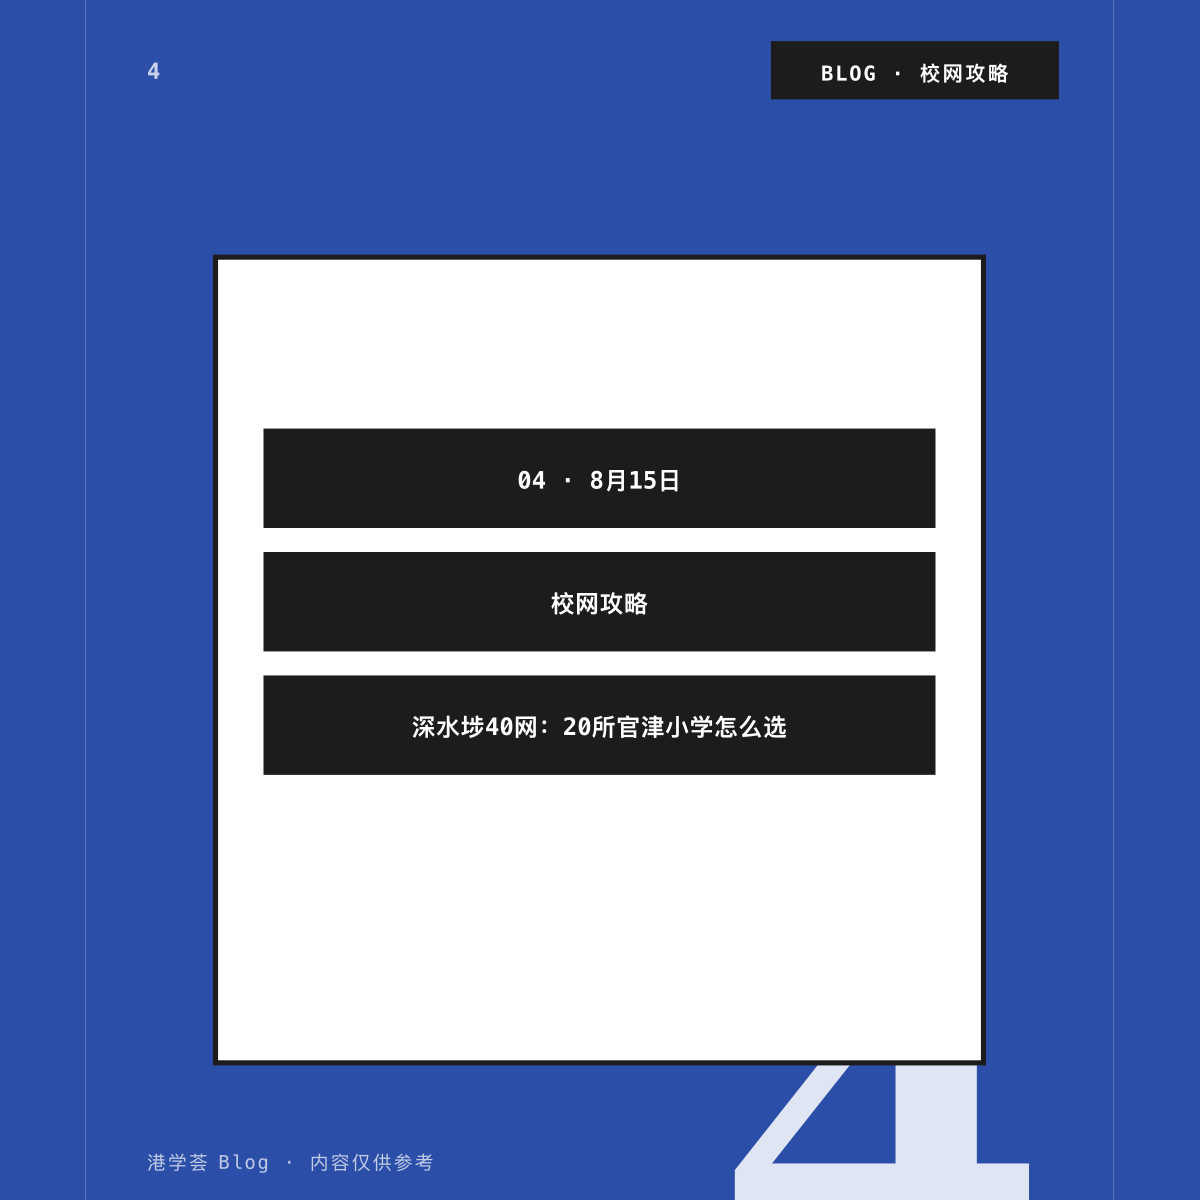 4
BLOG · 校网攻略
04 · 8月15日
校网攻略
深水埗40网：20所官津小学怎么选
4
港学荟 Blog · 内容仅供参考